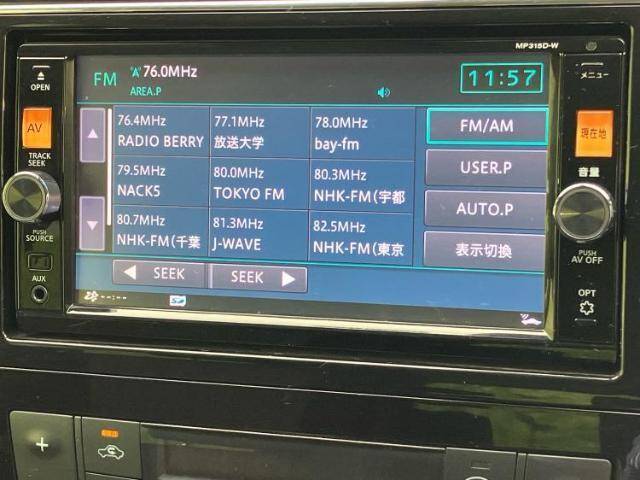 MP315D-W
OPEN
AV
TRACK
SEEK
PUSH
SOURCE
AUX
FM "A" 76.0MHz
AREA.P
11:57
76.4MHz
RADIO BERRY
77.1MHz
放送大学
78.0MHz
bay-fm
79.5MHz
NACK5
80.0MHz
TOKYO FM
80.3MHz
NHK-FM(宇都
80.7MHz
NHK-FM(千葉
81.3MHz
J-WAVE
82.5MHz
NHK-FM(東京
SEEK
SEEK
FM/AM
USER.P
AUTO.P
表示切換
--:--
SD
メニュー
現在地
音量
PUSH
AV OFF
OPT